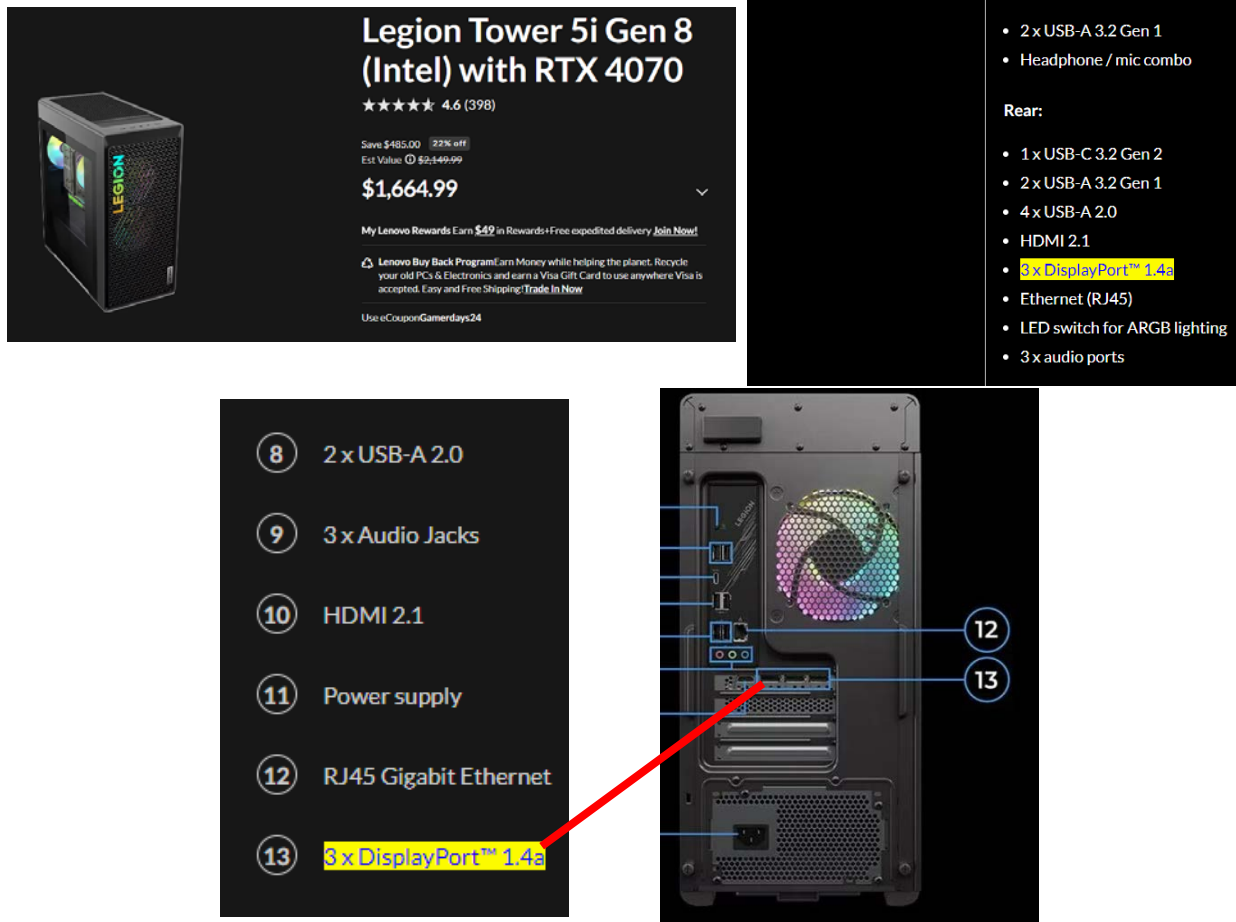 Legion Tower 5i Gen 8
(Intel) with RTX 4070
4.6 (398)
Save $485.00 22% off
Est Value $2,149.99
$1,664.99
My Lenovo Rewards Earn $49 in Rewards+Free expedited delivery Join Now!
Lenovo Buy Back ProgramEarn Money while helping the planet. Recycle
your old PCs & Electronics and earn a Visa Gift Card to use anywhere Visa is
accepted. Easy and Free Shipping!Trade In Now
Use eCouponGamerdays24
LEGION
2 x USB-A 3.2 Gen 1
Headphone / mic combo
Rear:
1 x USB-C 3.2 Gen 2
2 x USB-A 3.2 Gen 1
4 x USB-A 2.0
HDMI 2.1
3 x DisplayPort™ 1.4a
Ethernet (RJ45)
LED switch for ARGB lighting
3 x audio ports
8 2 x USB-A 2.0
9 3 x Audio Jacks
10 HDMI 2.1
11 Power supply
12 RJ45 Gigabit Ethernet
13 3 x DisplayPort™ 1.4a
LEGION
12
13